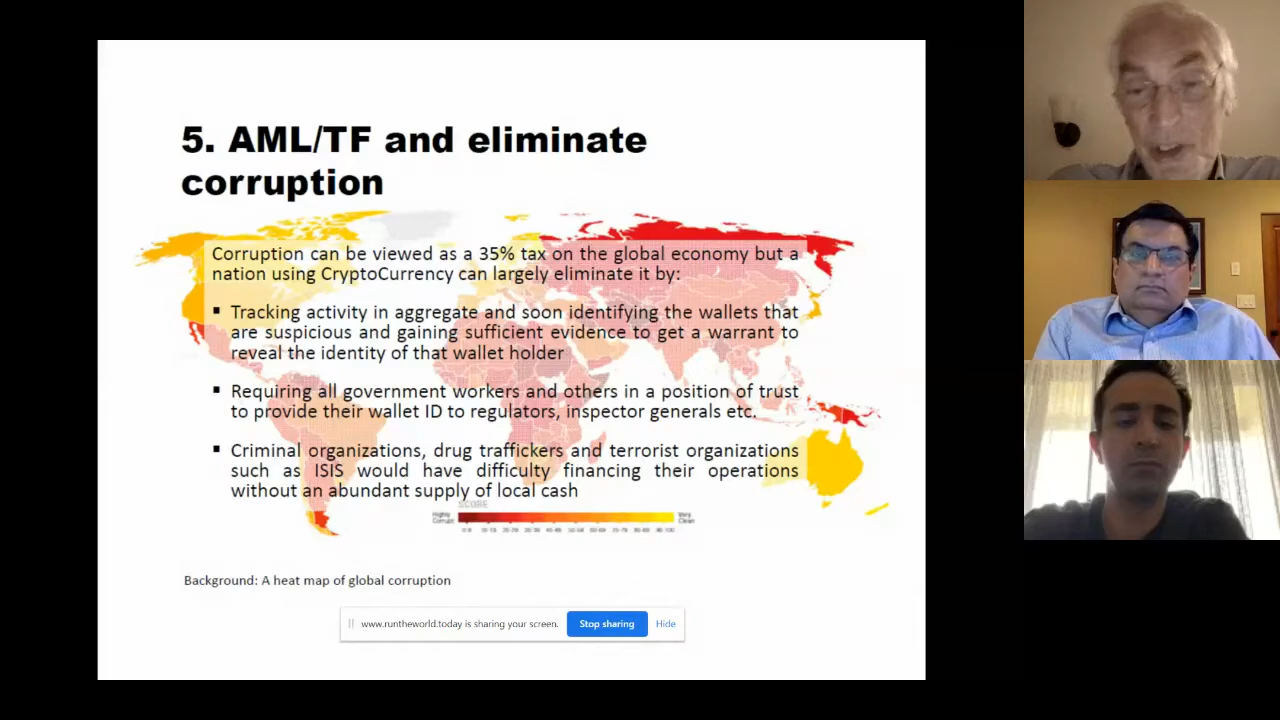 5. AML/TF and eliminate
corruption
Corruption can be viewed as a 35% tax on the global economy but a
nation using CryptoCurrency can largely eliminate it by:
▪ Tracking activity in aggregate and soon identifying the wallets that
are suspicious and gaining sufficient evidence to get a warrant to
reveal the identity of that wallet holder
▪ Requiring all government workers and others in a position of trust
to provide their wallet ID to regulators, inspector generals etc.
▪ Criminal organizations, drug traffickers and terrorist organizations
such as ISIS would have difficulty financing their operations
without an abundant supply of local cash
SCORE
Highly
Corrupt
Very
Clean
Background: A heat map of global corruption
www.runtheworld.today is sharing your screen. Stop sharing Hide